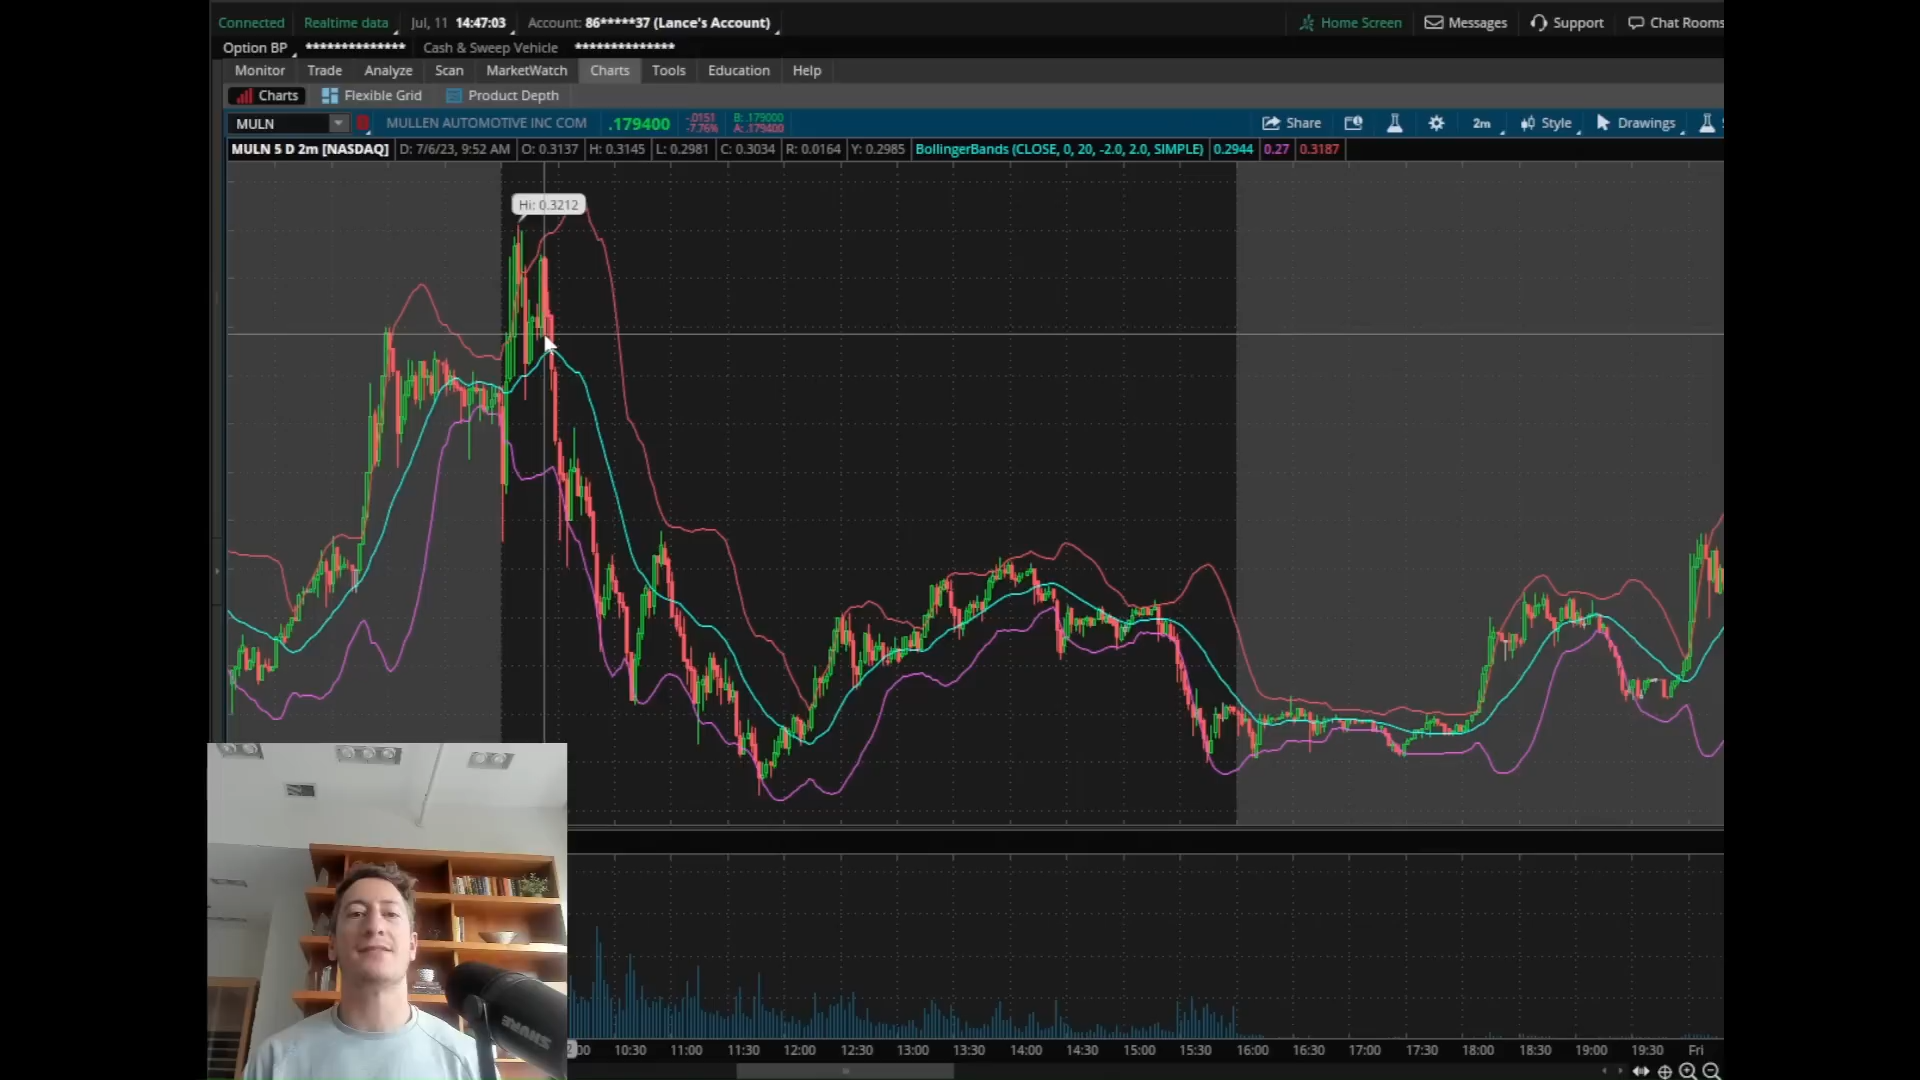 Connected Realtime data Jul, 11 14:47:03 Account: 86*****37 (Lance's Account) Home Screen Messages Support Chat Rooms
Option BP ************** Cash & Sweep Vehicle **************
Monitor Trade Analyze Scan MarketWatch Charts Tools Education Help
Charts Flexible Grid Product Depth
MULN MULLEN AUTOMOTIVE INC COM .179400 -.0151 -7.76% B: .179000 A: .179400 Share 2m Style Drawings
MULN 5 D 2m [NASDAQ] D: 7/6/23, 9:52 AM O: 0.3137 H: 0.3145 L: 0.2981 C: 0.3034 R: 0.0164 Y: 0.2985 BollingerBands (CLOSE, 0, 20, -2.0, 2.0, SIMPLE) 0.2944 0.27 0.3187
Hi: 0.3212
SHURE
10:30 11:00 11:30 12:00 12:30 13:00 13:30 14:00 14:30 15:00 15:30 16:00 16:30 17:00 17:30 18:00 18:30 19:00 19:30 Fri